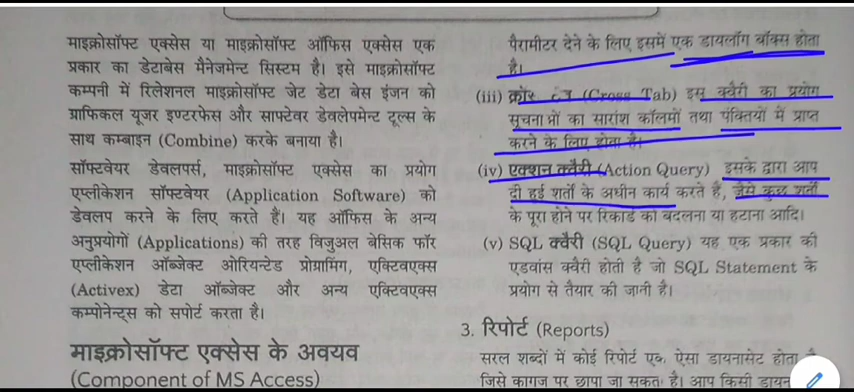 माइक्रोसॉफ्ट एक्सेस या माइक्रोसॉफ्ट ऑफिस एक्सेस एक
प्रकार का डेटाबेस मैनेजमेन्ट सिस्टम है। इसे माइक्रोसॉफ्ट
कम्पनी में रिलेशनल माइक्रोसॉफ्ट जेट डेटा बेस इंजन को
ग्राफिकल यूजर इण्टरफेस और साफ्टवेर डेवलेपमेन्ट टूल्स के
साथ कम्बाइन (Combine) करके बनाया है।
सॉफ्टवेयर डेवलपर्स, माइक्रोसॉफ्ट एक्सेस का प्रयोग
एप्लीकेशन सॉफ्टवेयर (Application Software) को
डेवलप करने के लिए करते हैं। यह ऑफिस के अन्य
अनुप्रयोगों (Applications) की तरह विजुअल बेसिक फॉर
एप्लीकेशन ऑब्जेक्ट ओरियन्टेड प्रोग्रामिंग, एक्टिवएक्स
(Activex) डेटा ऑब्जेक्ट और अन्य एक्टिवएक्स
कम्पोनेन्ट्स को सपोर्ट करता है।
माइक्रोसॉफ्ट एक्सेस के अवयव
(Component of MS Access)
पैरामीटर देने के लिए इसमें एक डायलॉग बॉक्स होता
है।
(iii) (Cross Tab) इस क्वैरी का प्रयोग
सूचनाओं का सारांश कॉलमों तथा पंक्तियों में प्राप्त
करने के लिए होता है।
(iv) एक्शन क्वैरी (Action Query) इसके द्वारा आप
दी हुई शर्तों के अधीन कार्य करते हैं, जैसे कुछ शर्तों
के पूरा होने पर रिकार्ड को बदलना या हटाना आदि।
(v) SQL क्वैरी (SQL Query) यह एक प्रकार की
एडवांस क्वैरी होती है जो SQL Statement के
प्रयोग से तैयार की जानी है।
3. रिपोर्ट (Reports)
सरल शब्दों में कोई रिपोर्ट एक ऐसा डायनासेट होता
जिसे कागज पर छापा जा सकता है। आप किसी